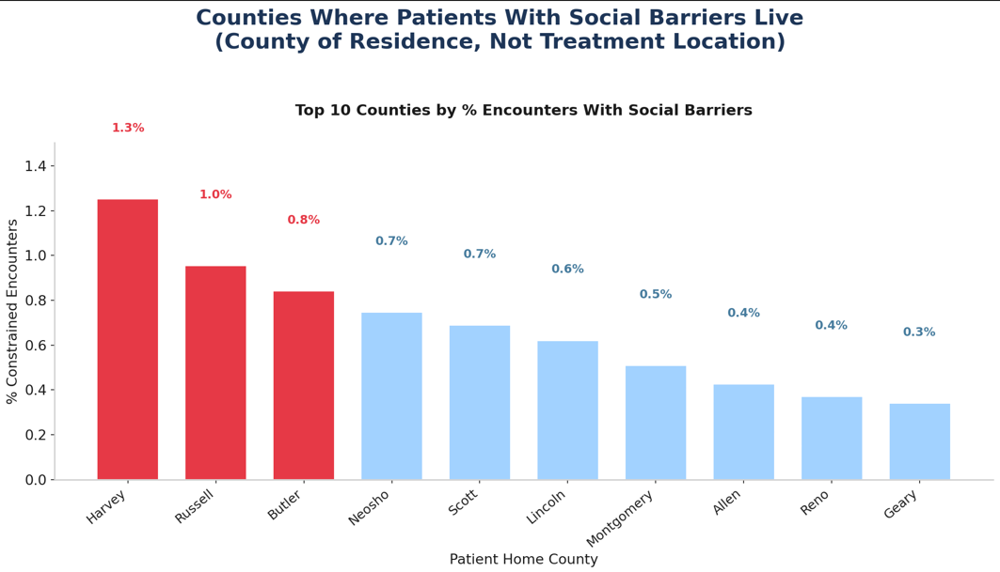 Counties Where Patients With Social Barriers Live
(County of Residence, Not Treatment Location)
Top 10 Counties by % Encounters With Social Barriers
1.3%
1.0%
0.8%
0.7%
0.7%
0.6%
0.5%
0.4%
0.4%
0.3%
% Constrained Encounters
1.4
1.2
1.0
0.8
0.6
0.4
0.2
0.0
Harvey
Russell
Butler
Neosho
Scott
Lincoln
Montgomery
Allen
Reno
Geary
Patient Home County